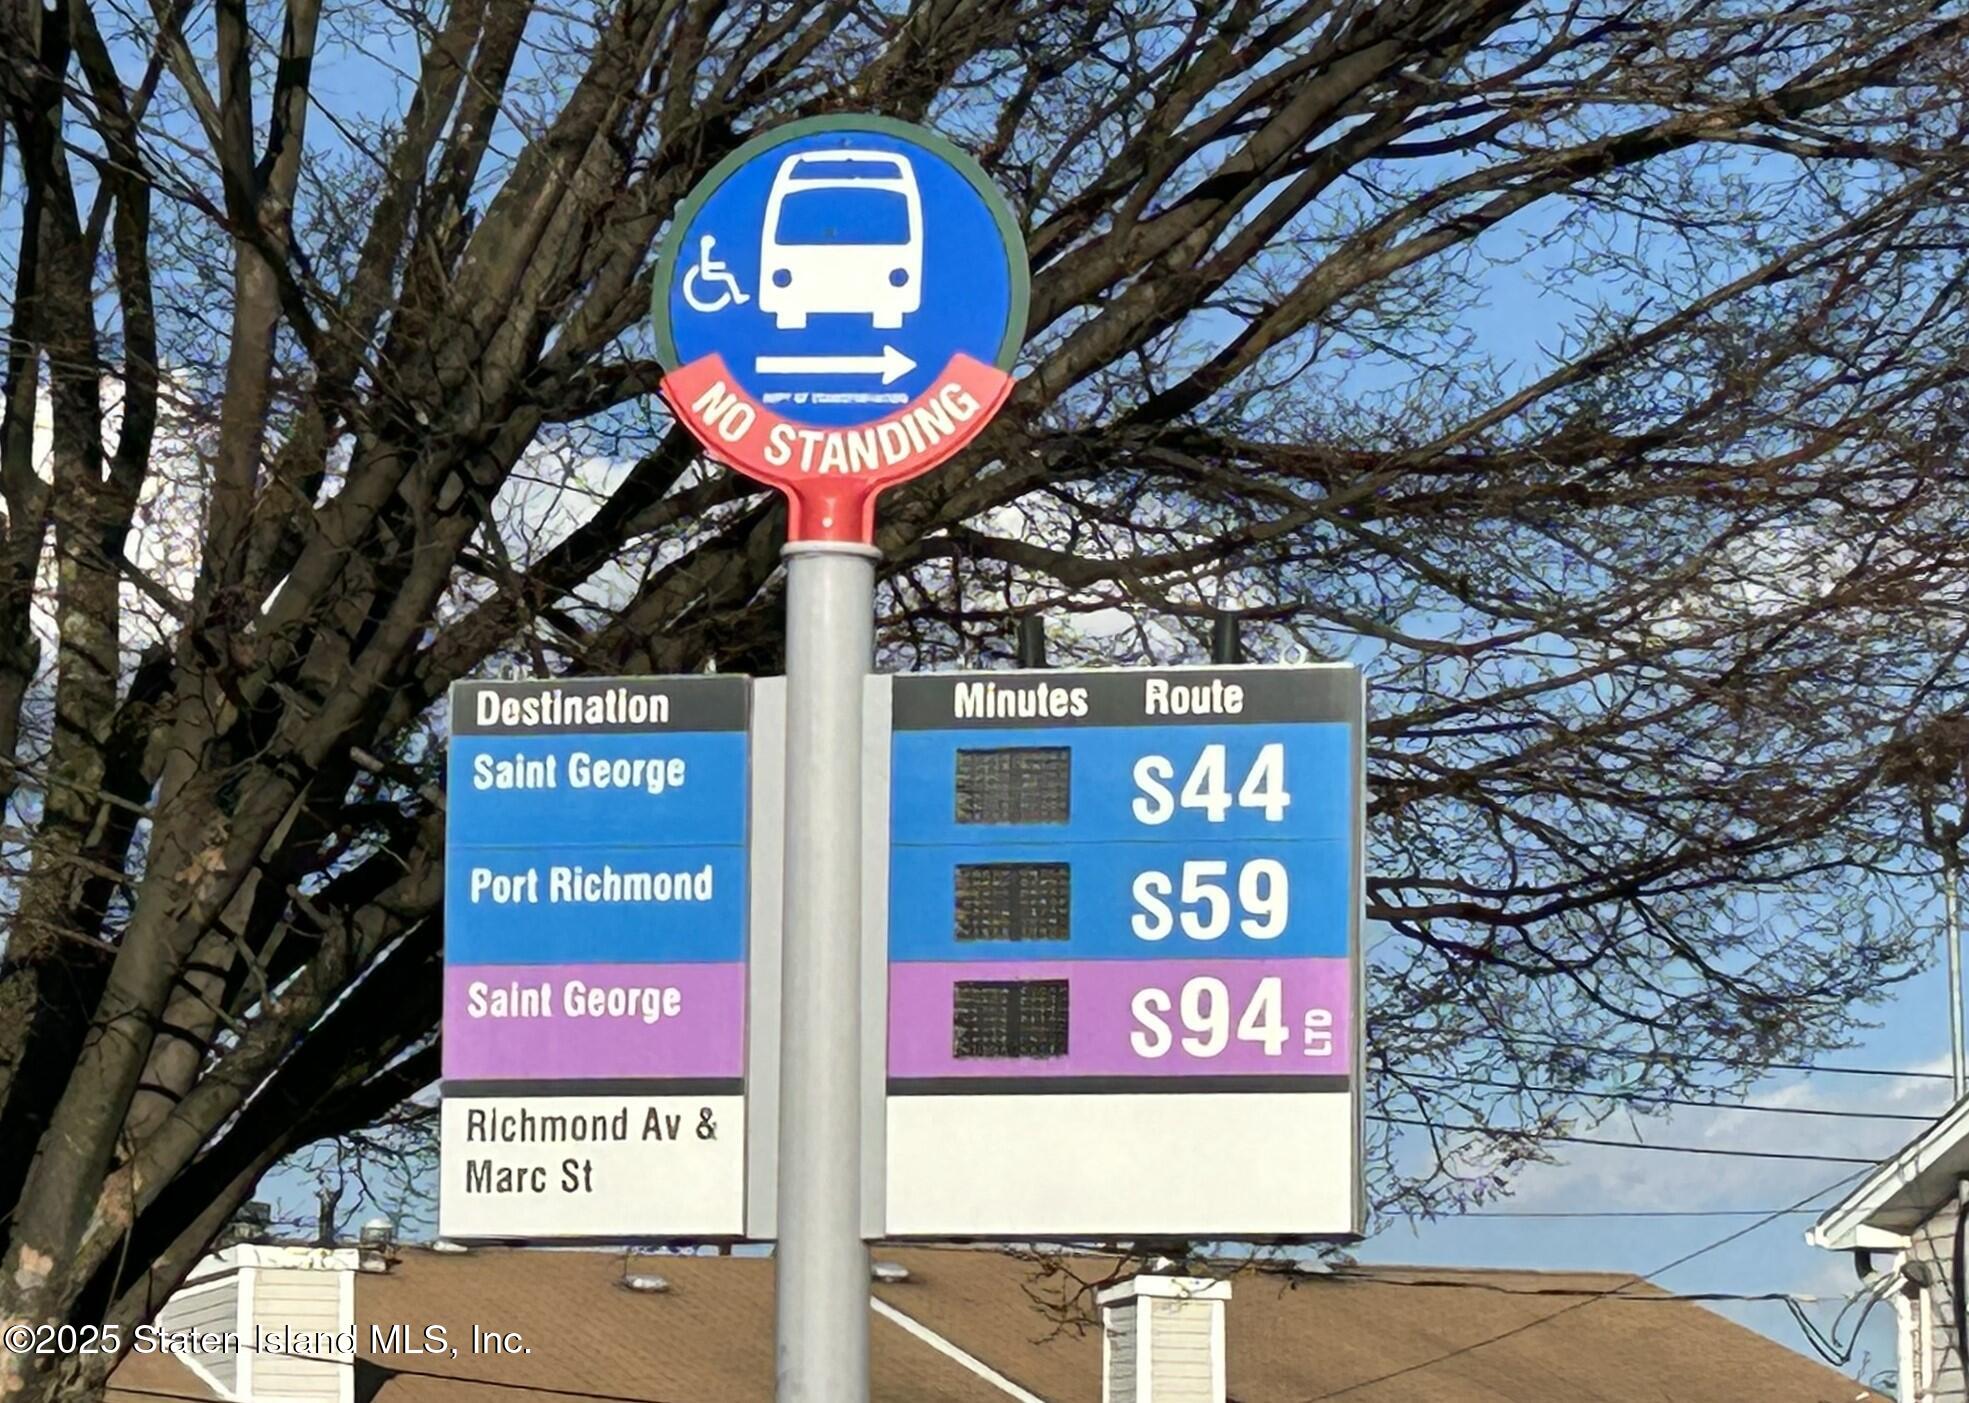 NO STANDING
Destination
Minutes Route
Saint George
S44
Port Richmond
S59
Saint George
S94 LTD
Richmond Av &
Marc St
©2025 Staten Island MLS, Inc.